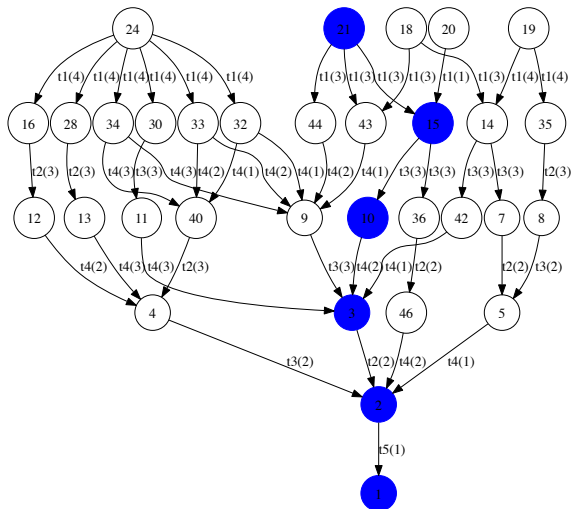 24 21 18 20 19
t1(4) t1(4) t1(4) t1(4) t1(4) t1(3) t1(3) t1(3) t1(3) t1(1) t1(3) t1(4) t1(4)
16 28 34 30 33 32 44 43 15 14 35
t2(3) t2(3) t4(3) t3(3) t4(3) t4(2) t4(1) t4(2) t4(1) t4(2) t4(1) t3(3) t3(3) t3(3) t3(3) t2(3)
12 13 11 40 9 10 36 42 7 8
t4(2) t4(3) t4(3) t2(3) t3(3) t4(2) t4(1) t2(2) t2(2) t3(2)
4 3 46 5
t3(2) t2(2) t4(2) t4(1)
2
t5(1)
1